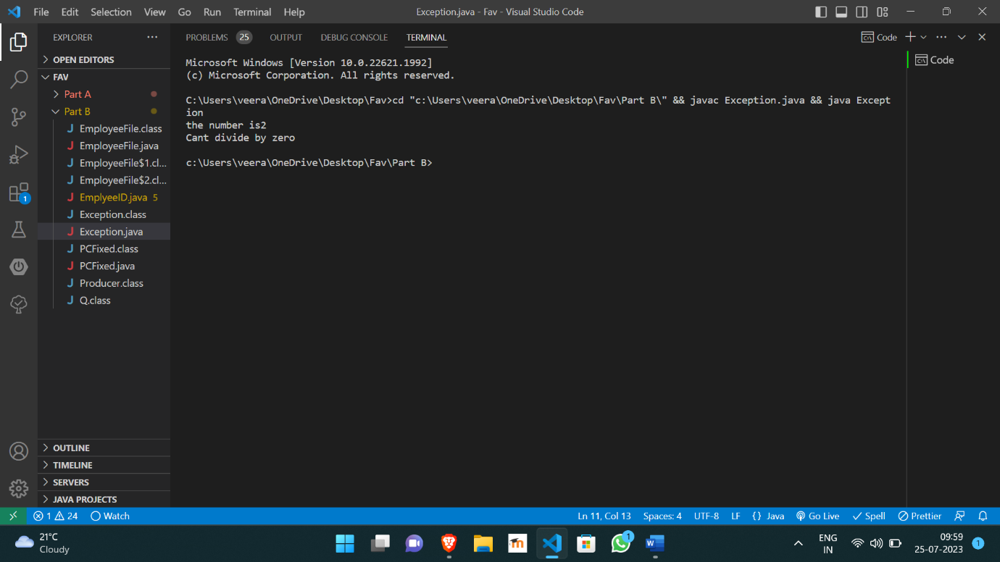 File Edit Selection View Go Run Terminal Help
Exception.java - Fav - Visual Studio Code
EXPLORER
OPEN EDITORS
FAV
Part A
Part B
EmployeeFile.class
EmployeeFile.java
EmployeeFile$1.cl...
EmployeeFile$2.cl...
EmplyeeID.java 5
Exception.class
Exception.java
PCFixed.class
PCFixed.java
Producer.class
Q.class
OUTLINE
TIMELINE
SERVERS
JAVA PROJECTS
1
PROBLEMS 25 OUTPUT DEBUG CONSOLE TERMINAL
Code
Microsoft Windows [Version 10.0.22621.1992]
(c) Microsoft Corporation. All rights reserved.
C:\Users\veera\OneDrive\Desktop\Fav>cd "c:\Users\veera\OneDrive\Desktop\Fav\Part B\" && javac Exception.java && java Except
ion
the number is2
Cant divide by zero
c:\Users\veera\OneDrive\Desktop\Fav\Part B>
Code
1 24 Watch
Ln 11, Col 13 Spaces: 4 UTF-8 LF {} Java Go Live Spell Prettier
21°C
Cloudy
1
ENG
IN
09:59
25-07-2023
1